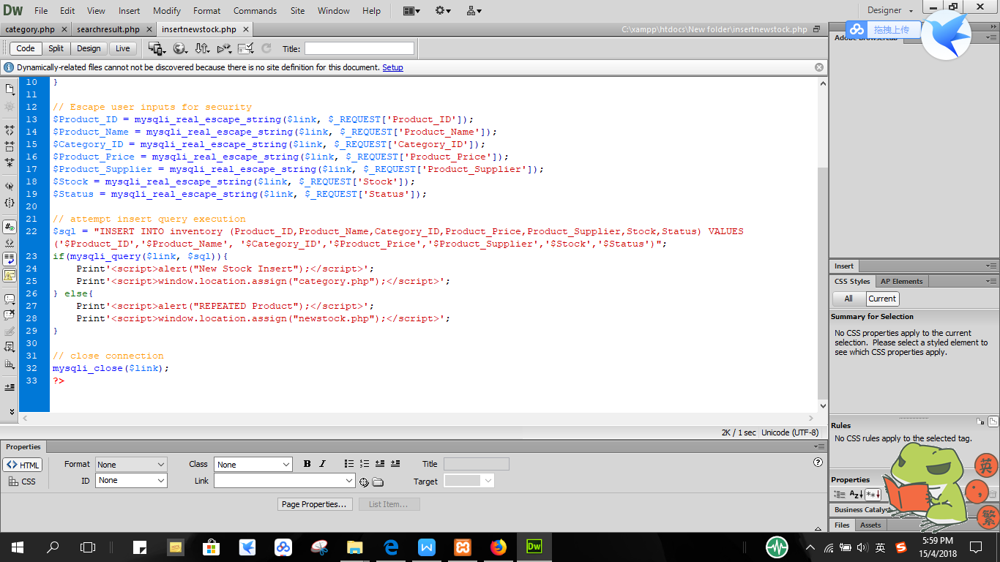 Dw File Edit View Insert Modify Format Commands Site Window Help Designer
category.php searchresult.php insertnewstock.php C:\xampp\htdocs\New folder\insertnewstock.php
拖拽上传
Code Split Design Live Title:
Dynamically-related files cannot not be discovered because there is no site definition for this document. Setup
10 }
11
12 // Escape user inputs for security
13 $Product_ID = mysqli_real_escape_string($link, $_REQUEST['Product_ID']);
14 $Product_Name = mysqli_real_escape_string($link, $_REQUEST['Product_Name']);
15 $Category_ID = mysqli_real_escape_string($link, $_REQUEST['Category_ID']);
16 $Product_Price = mysqli_real_escape_string($link, $_REQUEST['Product_Price']);
17 $Product_Supplier = mysqli_real_escape_string($link, $_REQUEST['Product_Supplier']);
18 $Stock = mysqli_real_escape_string($link, $_REQUEST['Stock']);
19 $Status = mysqli_real_escape_string($link, $_REQUEST['Status']);
20
21 // attempt insert query execution
22 $sql = "INSERT INTO inventory (Product_ID,Product_Name,Category_ID,Product_Price,Product_Supplier,Stock,Status) VALUES
('$Product_ID','$Product_Name', '$Category_ID','$Product_Price','$Product_Supplier','$Stock','$Status')";
23 if(mysqli_query($link, $sql)){
24 Print'<script>alert("New Stock Insert");</script>';
25 Print'<script>window.location.assign("category.php");</script>';
26 } else{
27 Print'<script>alert("REPEATED Product");</script>';
28 Print'<script>window.location.assign("newstock.php");</script>';
29 }
30
31 // close connection
32 mysqli_close($link);
33 ?>
2K / 1 sec Unicode (UTF-8)
Adobe BrowserLab
Insert
CSS Styles AP Elements
All Current
Summary for Selection
No CSS properties apply to the current
selection. Please select a styled element to
see which CSS properties apply.
Rules
No CSS rules apply to the selected tag.
Properties
Business Catalyst
Files Assets
英
繁
Properties
HTML Format None Class None B I Title
CSS ID None Link Target
Page Properties... List Item...
W Dw 英 S 5:59 PM
15/4/2018